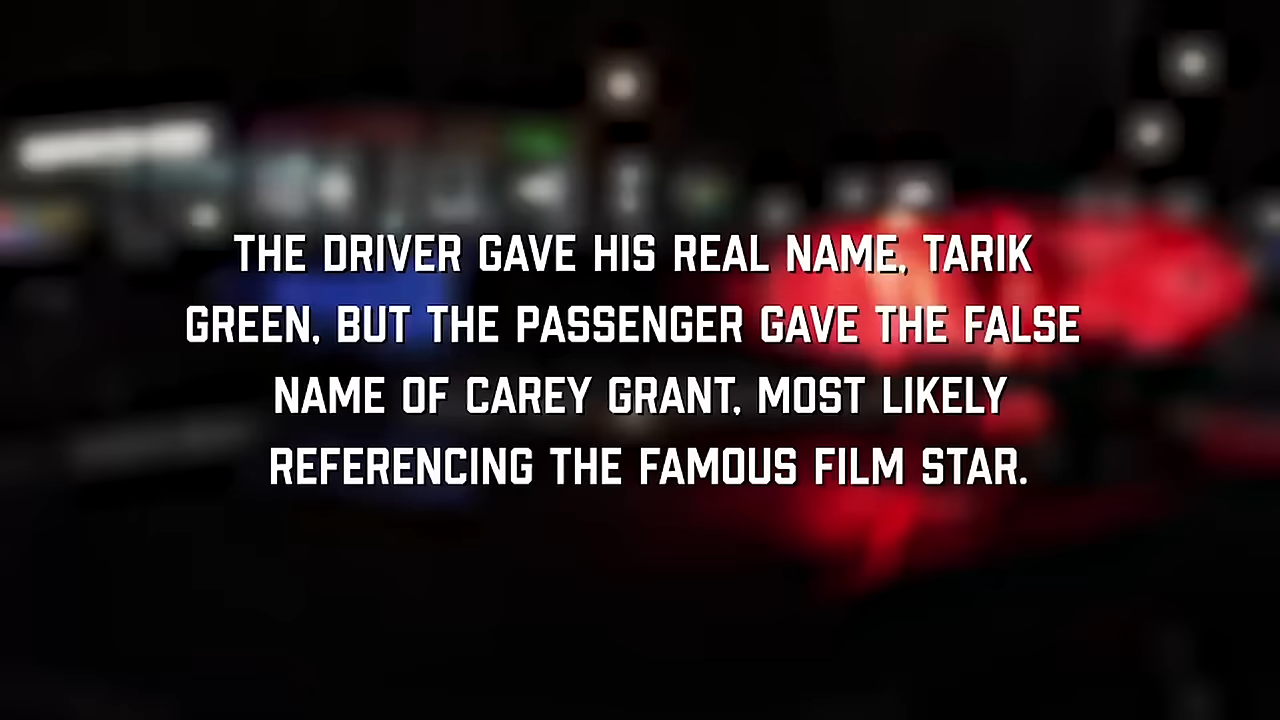 THE DRIVER GAVE HIS REAL NAME, TARIK
GREEN, BUT THE PASSENGER GAVE THE FALSE
NAME OF CAREY GRANT, MOST LIKELY
REFERENCING THE FAMOUS FILM STAR.